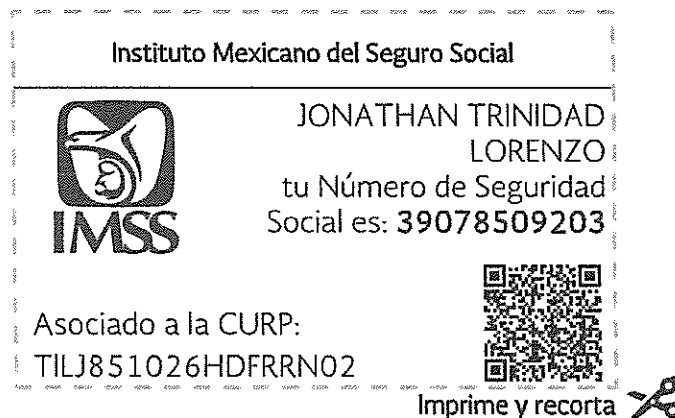 Instituto Mexicano del Seguro Social
JONATHAN TRINIDAD
LORENZO
tu Número de Seguridad
Social es: 39078509203
IMSS
Asociado a la CURP:
TILJ851026HDFRRN02
Imprime y recorta